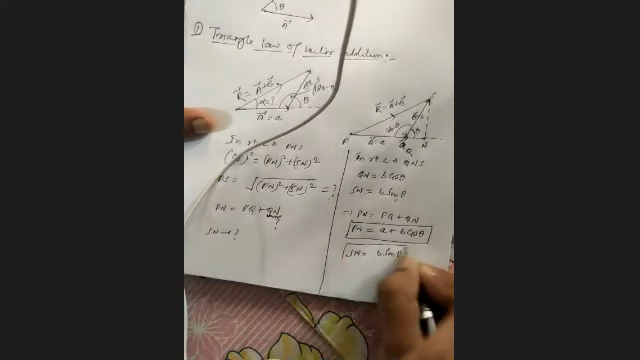 θ
A→
① Triangle law of vector addition:-
R→ = A→+B→
α=?
θ
A→ = a
In rt ∠Δ PNS
(PS)² = (PN)²+(SN)²
PS = √(PN)²+(SN)² = ?
PN = PQ + QN
?
SN → ?
R→ = A→+B→
θ
P
A→ = a
Q
N
In rt ∠Δ QNS
QN = b cosθ
SN = b sinθ
⇒ PN = PQ + QN
PN = a + b cosθ
SN = b sinθ